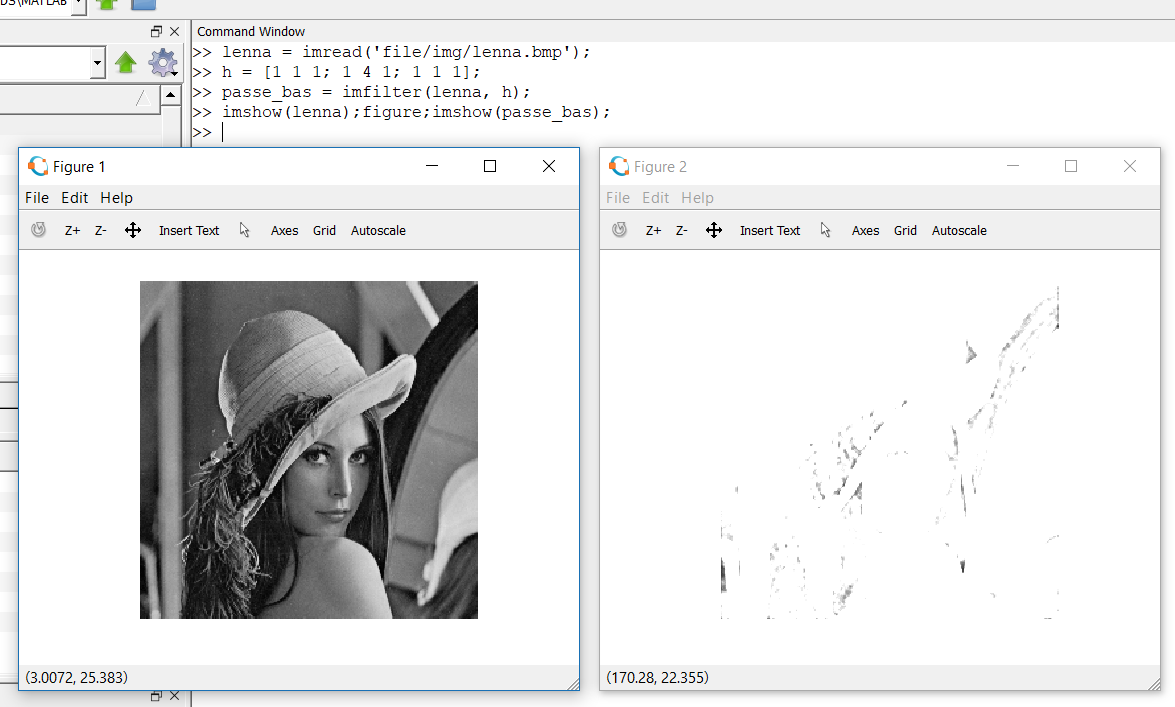 DS\MATLAB
Command Window
>> lenna = imread('file/img/lenna.bmp');
>> h = [1 1 1; 1 4 1; 1 1 1];
>> passe_bas = imfilter(lenna, h);
>> imshow(lenna);figure;imshow(passe_bas);
>>
Figure 1
File Edit Help
Z+ Z- Insert Text Axes Grid Autoscale
(3.0072, 25.383)
Figure 2
File Edit Help
Z+ Z- Insert Text Axes Grid Autoscale
(170.28, 22.355)